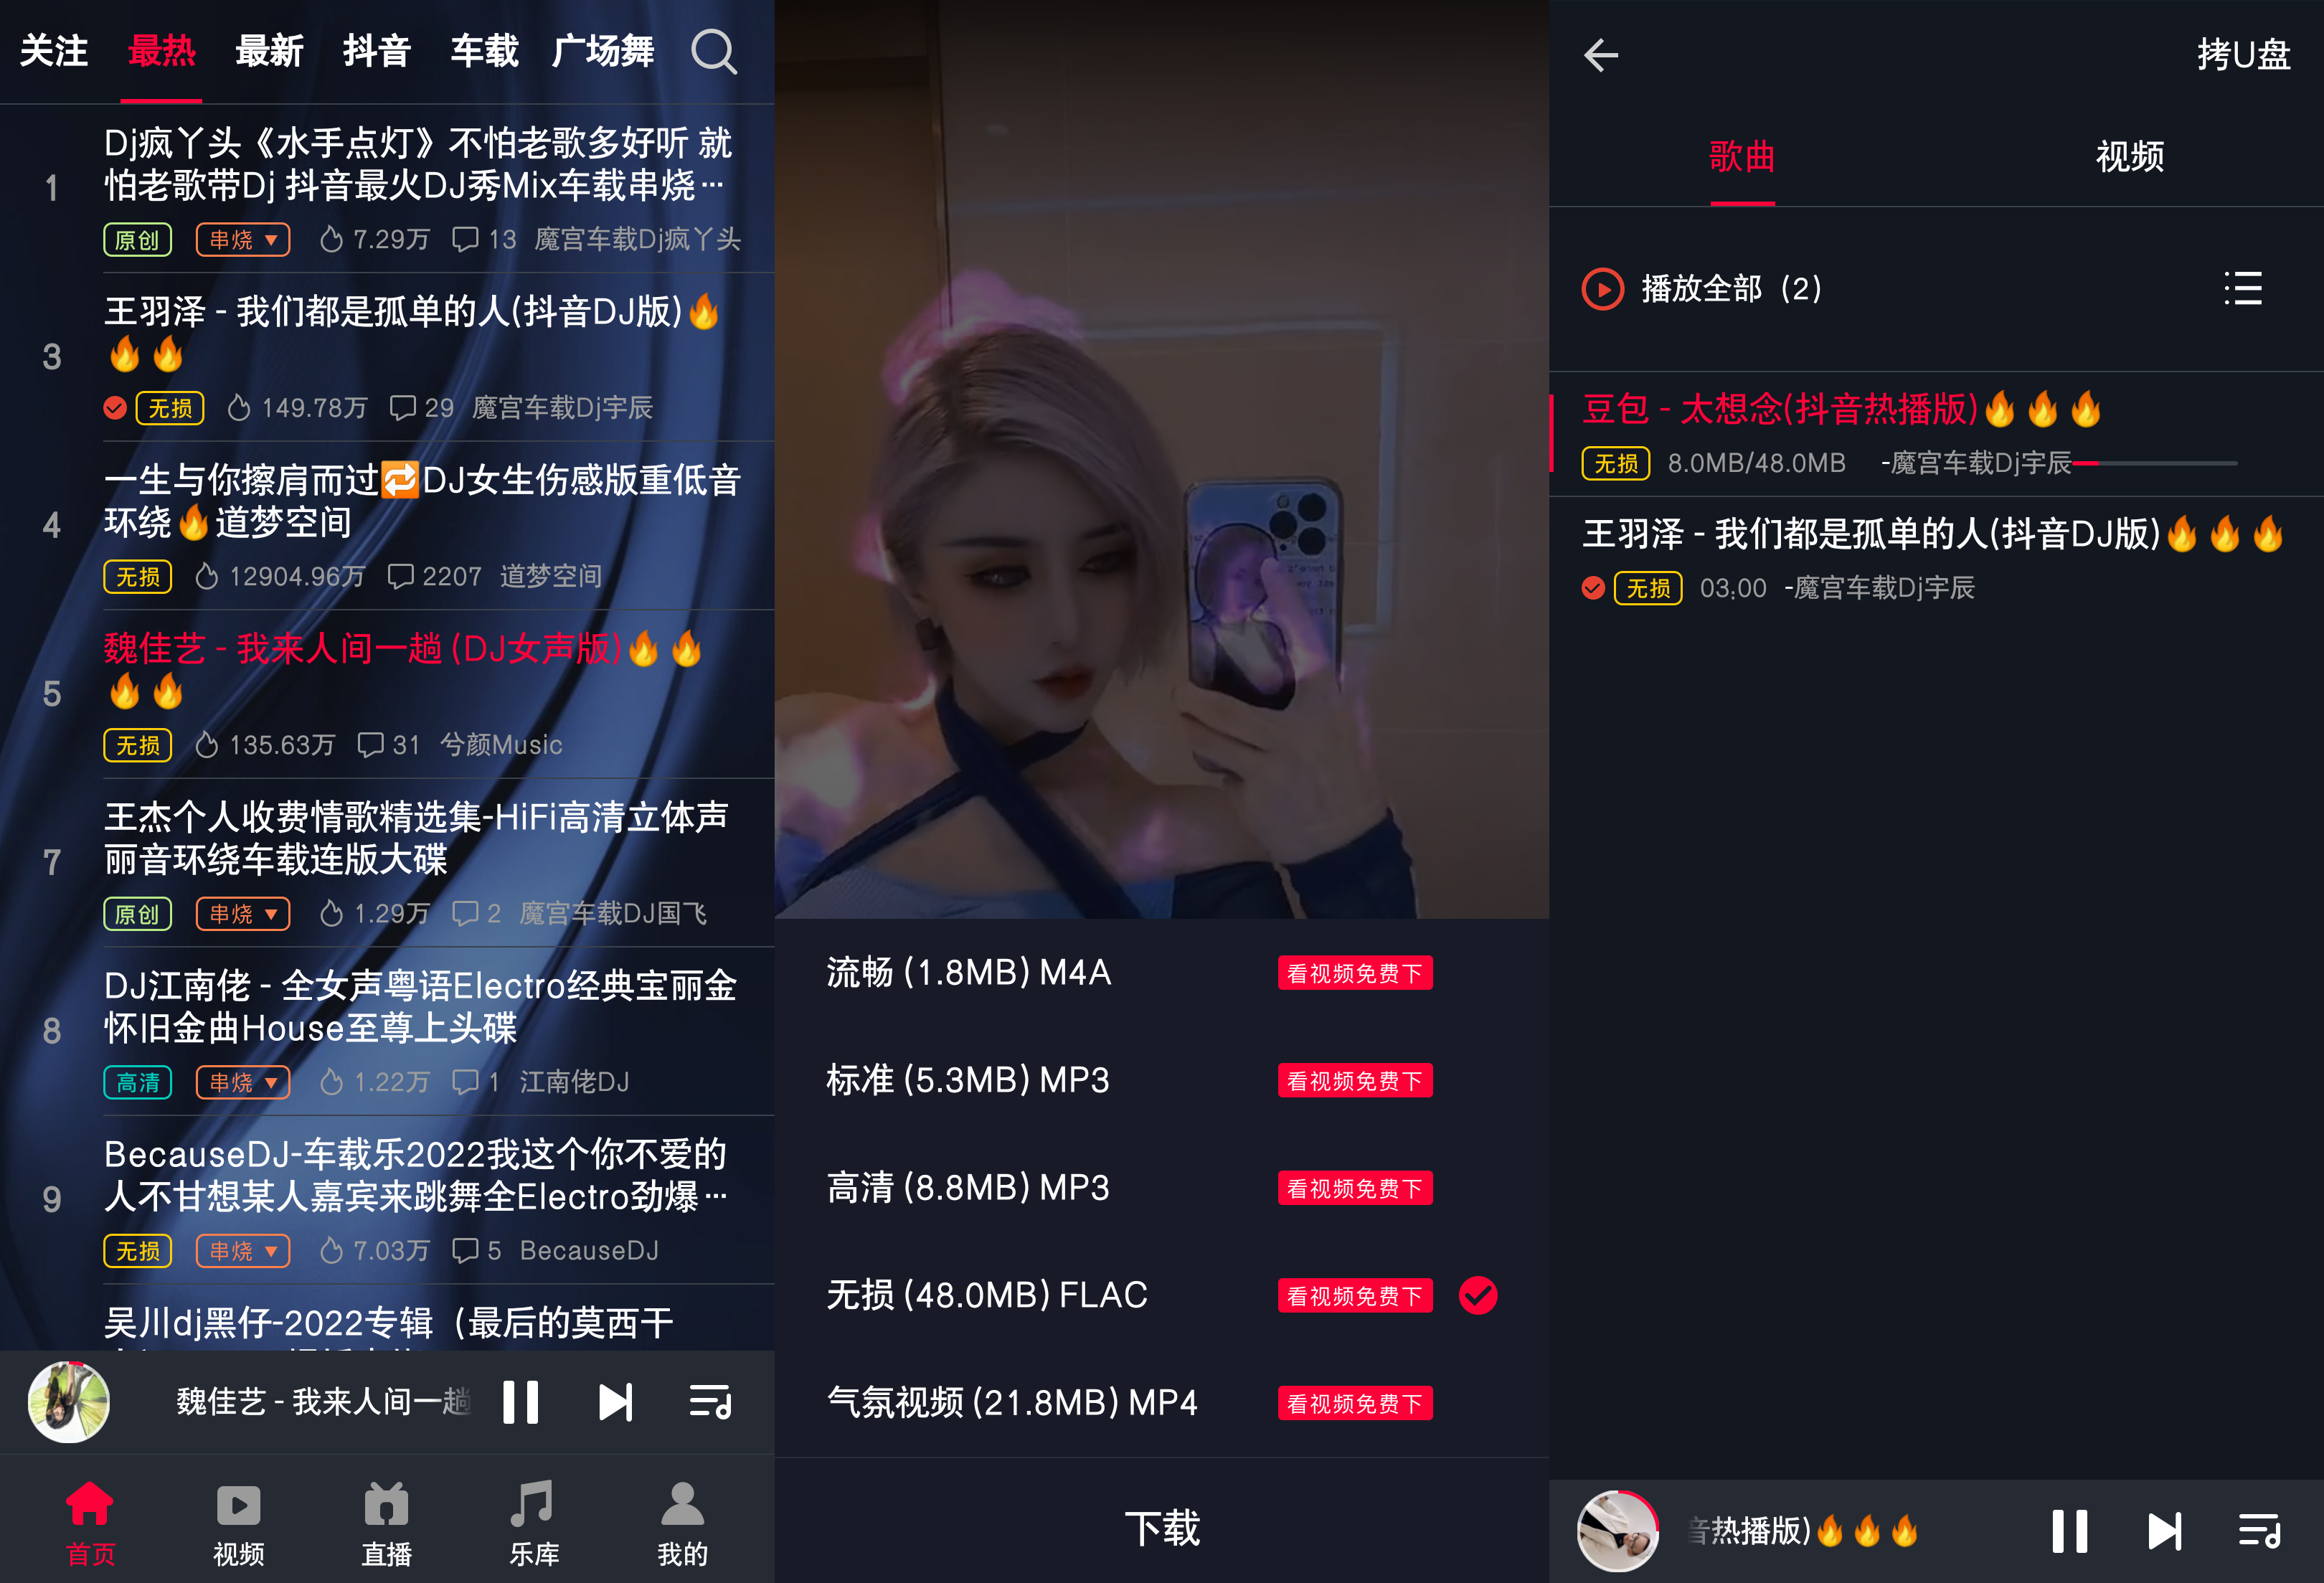 关注 最热 最新 抖音 车载 广场舞
1
Dj疯丫头《水手点灯》不怕老歌多好听 就
怕老歌带Dj 抖音最火DJ秀Mix车载串烧…
原创 串烧▼ 7.29万 13 魔宫车载Dj疯丫头
3
王羽泽 - 我们都是孤单的人(抖音DJ版)🔥
🔥🔥
无损 149.78万 29 魔宫车载Dj宇辰
4
一生与你擦肩而过🔁DJ女生伤感版重低音
环绕🔥道梦空间
无损 12904.96万 2207 道梦空间
5
魏佳艺 - 我来人间一趟 (DJ女声版)🔥🔥
🔥🔥
无损 135.63万 31 兮颜Music
7
王杰个人收费情歌精选集-HiFi高清立体声
丽音环绕车载连版大碟
原创 串烧▼ 1.29万 2 魔宫车载DJ国飞
8
DJ江南佬 - 全女声粤语Electro经典宝丽金
怀旧金曲House至尊上头碟
高清 串烧▼ 1.22万 1 江南佬DJ
9
BecauseDJ-车载乐2022我这个你不爱的
人不甘想某人嘉宾来跳舞全Electro劲爆…
无损 串烧▼ 7.03万 5 BecauseDJ
吴川dj黑仔-2022专辑（最后的莫西干
魏佳艺 - 我来人间一趟
首页 视频 直播 乐库 我的
流畅 (1.8MB) M4A 看视频免费下
标准 (5.3MB) MP3 看视频免费下
高清 (8.8MB) MP3 看视频免费下
无损 (48.0MB) FLAC 看视频免费下
气氛视频 (21.8MB) MP4 看视频免费下
下载
拷U盘
歌曲 视频
播放全部（2）
豆包 - 太想念(抖音热播版)🔥🔥🔥
无损 8.0MB/48.0MB -魔宫车载Dj宇辰
王羽泽 - 我们都是孤单的人(抖音DJ版)🔥🔥🔥
无损 03:00 -魔宫车载Dj宇辰
音热播版)🔥🔥🔥